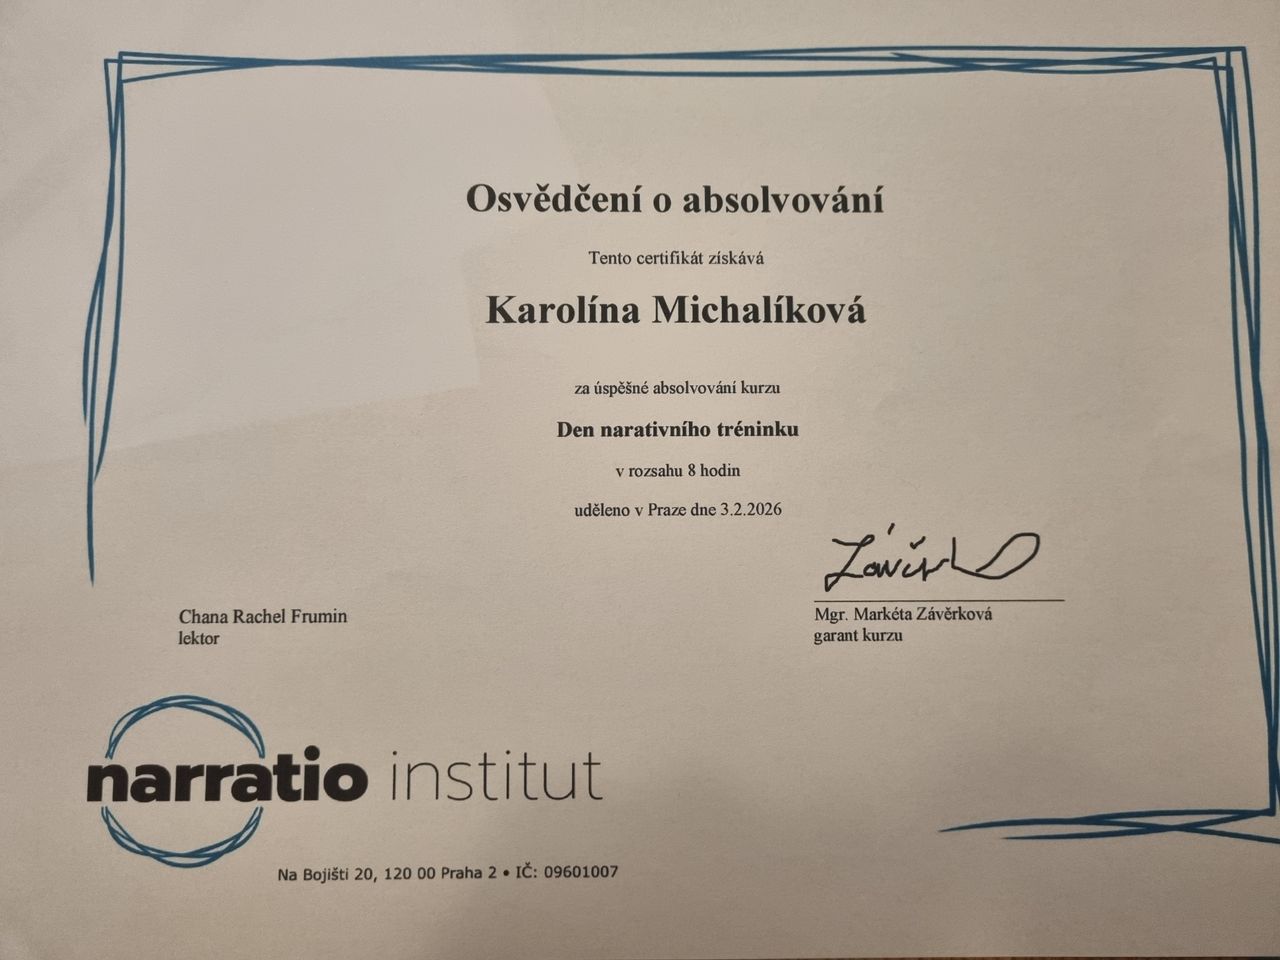 Osvědčení o absolvování
Tento certifikát získává
Karolína Michalíková
za úspěšné absolvování kurzu
Den narativního tréninku
v rozsahu 8 hodin
uděleno v Praze dne 3.2.2026
Chana Rachel Frumin
lektor
Mgr. Markéta Závěrková
garant kurzu
narratio institut
Na Bojišti 20, 120 00 Praha 2 • IČ: 09601007